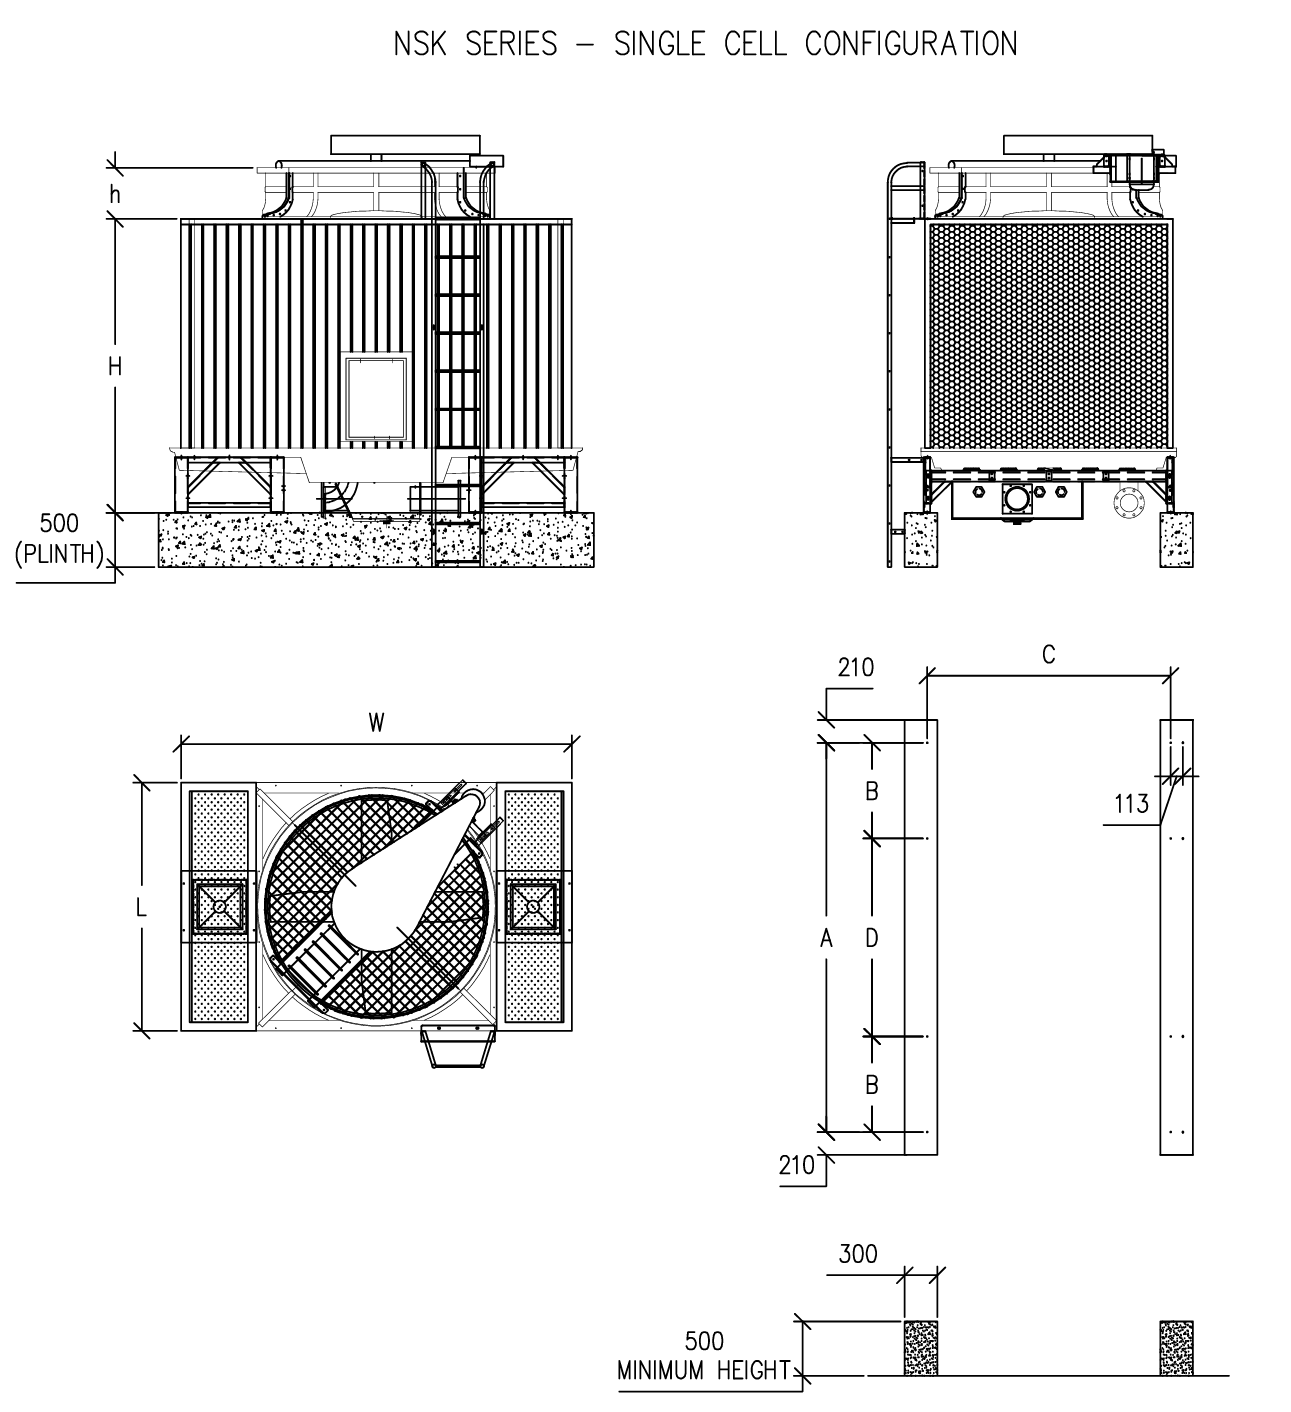 NSK SERIES – SINGLE CELL CONFIGURATION
h
H
500
(PLINTH)
W
L
210
C
B
113
A
D
B
210
300
500
MINIMUM HEIGHT